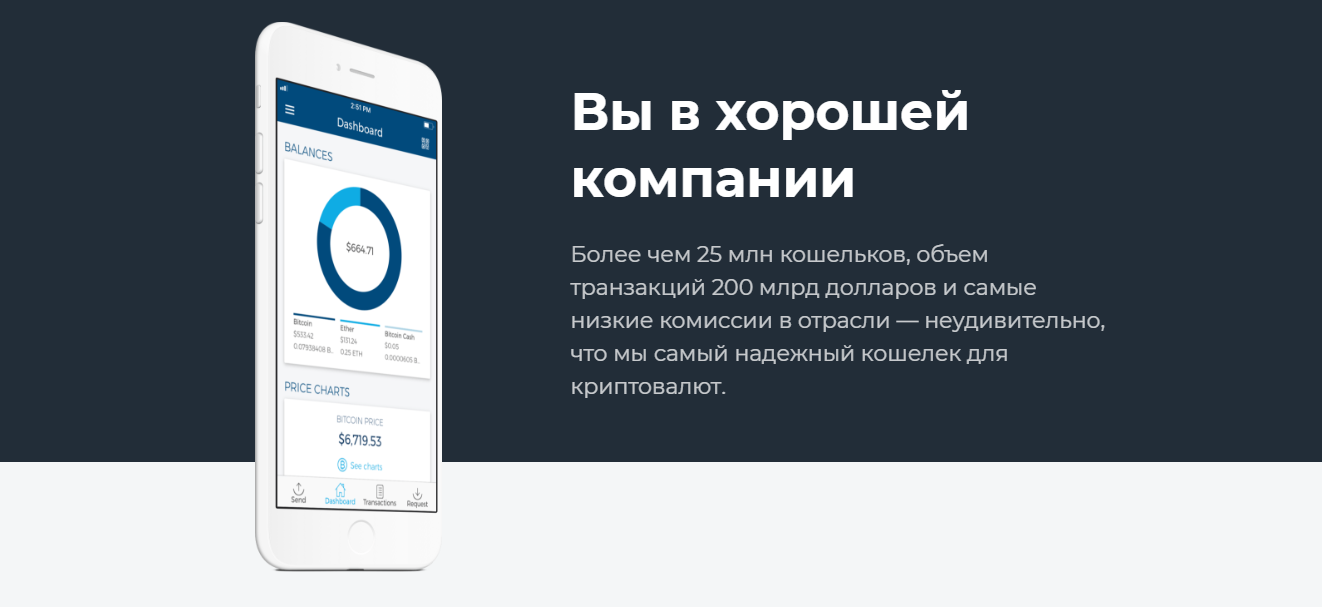 Вы в хорошей
компании
Более чем 25 млн кошельков, объем
транзакций 200 млрд долларов и самые
низкие комиссии в отрасли — неудивительно,
что мы самый надежный кошелек для
криптовалют.
2:51 PM
Dashboard
BALANCES
$664.71
Bitcoin Ether Bitcoin Cash
$533.42 $131.24 $0.05
0.07938408 B.. 0.25 ETH 0.0000605 B..
PRICE CHARTS
BITCOIN PRICE
$6,719.53
See charts
Send Dashboard Transactions Request